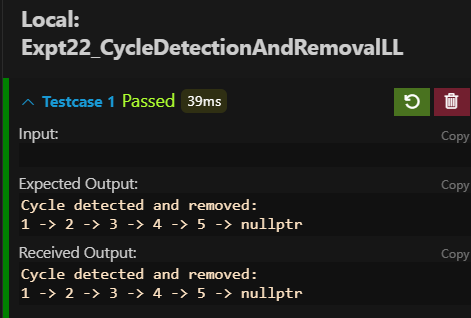 Local:
Expt22_CycleDetectionAndRemovalLL
Testcase 1 Passed 39ms
Input:
Copy
Expected Output:
Copy
Cycle detected and removed:
1 -> 2 -> 3 -> 4 -> 5 -> nullptr
Received Output:
Copy
Cycle detected and removed:
1 -> 2 -> 3 -> 4 -> 5 -> nullptr